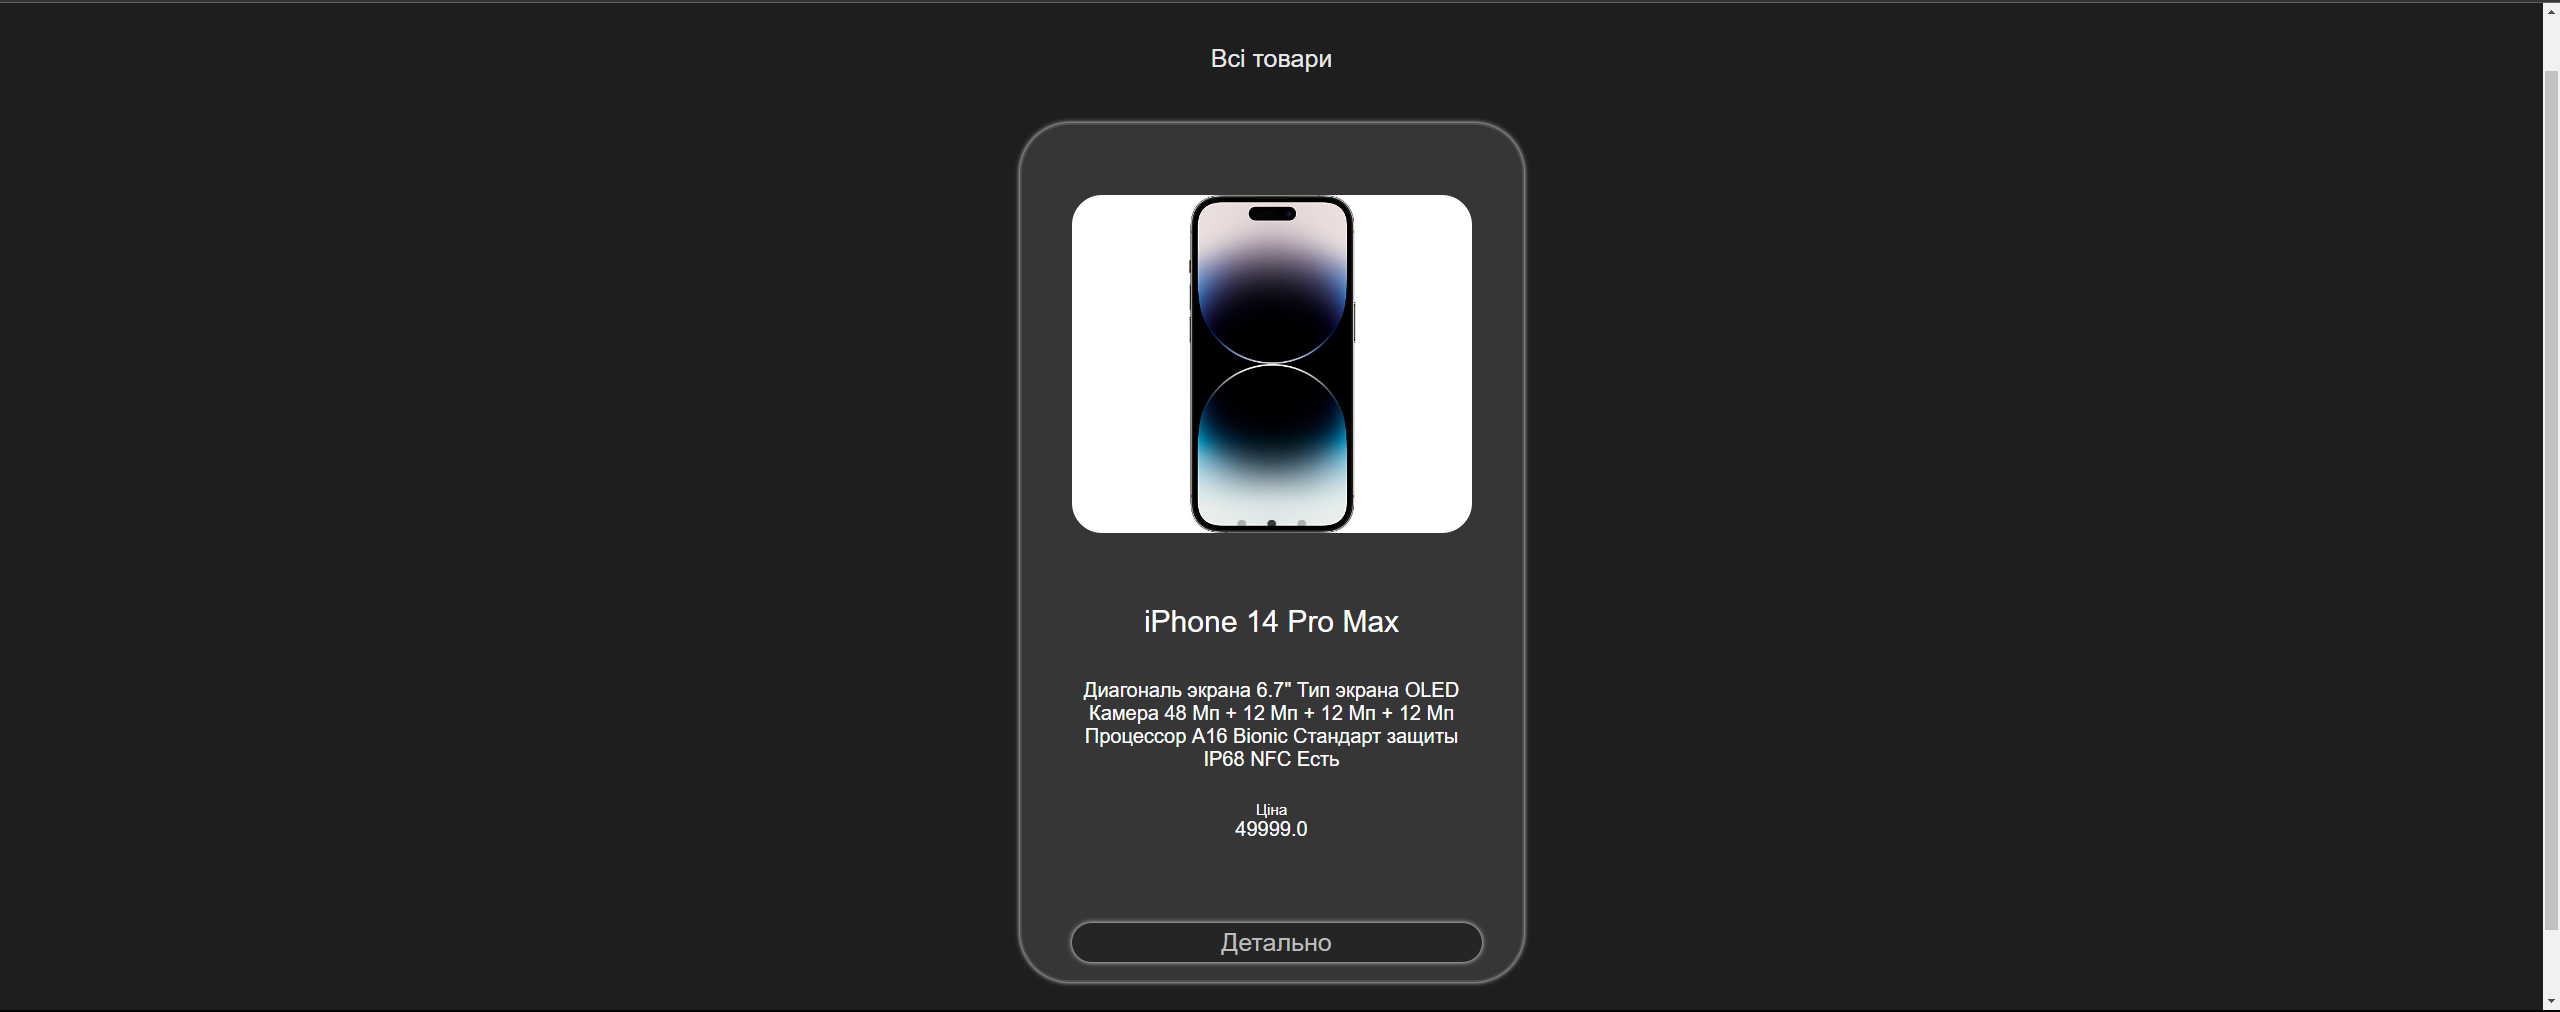 Всі товари
iPhone 14 Pro Max
Диагональ экрана 6.7" Тип экрана OLED
Камера 48 Мп + 12 Мп + 12 Мп + 12 Мп
Процессор A16 Bionic Стандарт защиты
IP68 NFC Есть
Ціна
49999.0
Детально